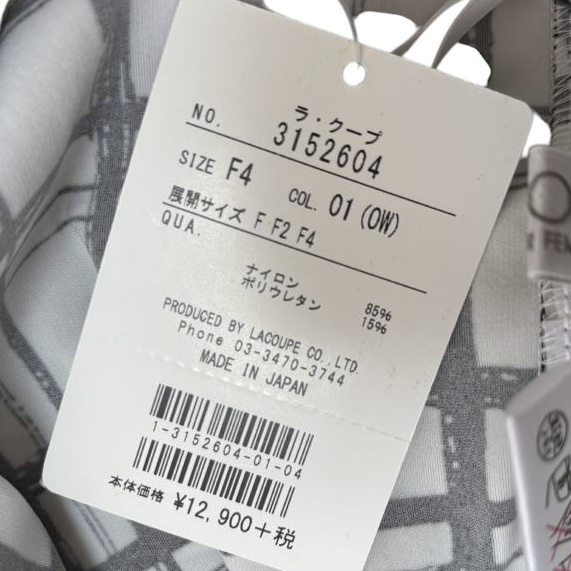 ラ・クープ
NO. 3152604
SIZE F4 COL. 01 (OW)
展開サイズ F F2 F4
QUA.
ナイロン 85%
ポリウレタン 15%
PRODUCED BY LACOUPE CO.,LTD.
Phone 03-3470-3744
MADE IN JAPAN
1-3152604-01-04
本体価格 ¥12,900+税